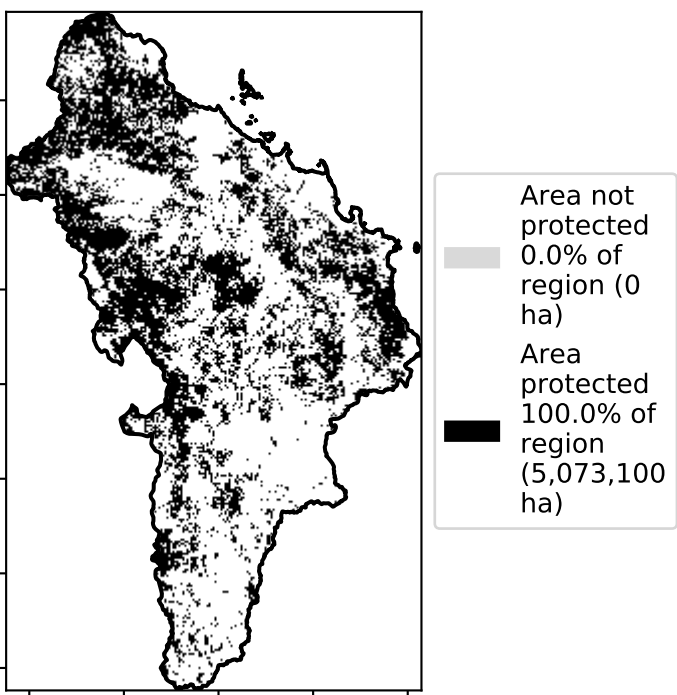 Area not
protected
0.0% of
region (0
ha)
Area
protected
100.0% of
region
(5,073,100
ha)